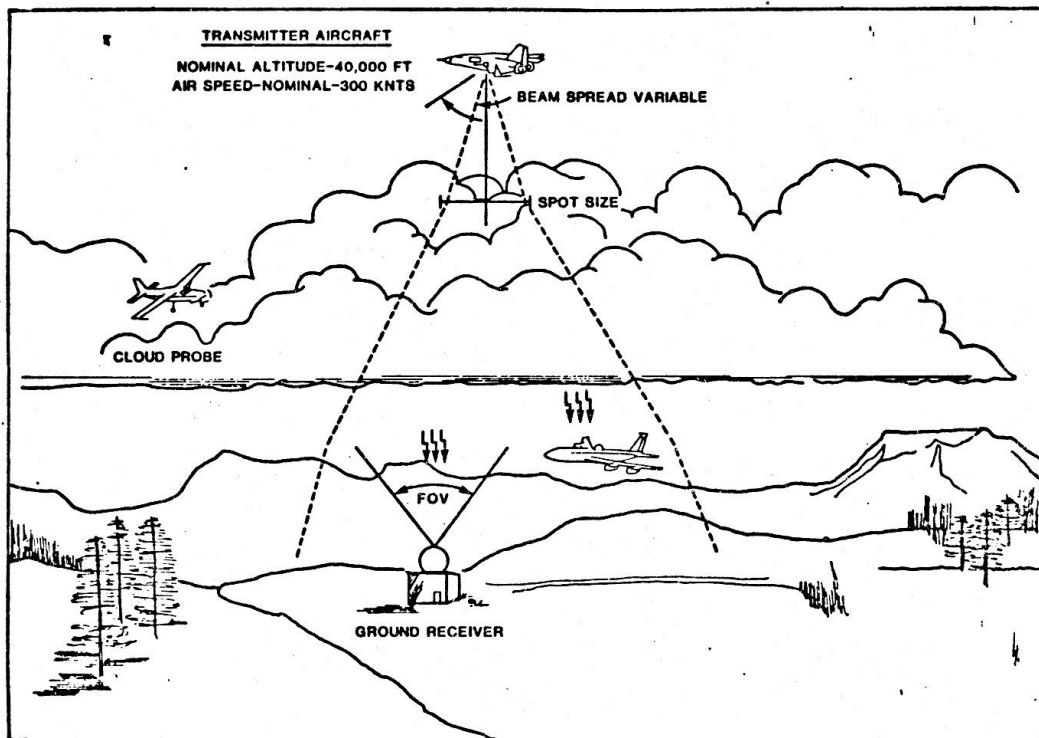 TRANSMITTER AIRCRAFT
NOMINAL ALTITUDE-40,000 FT
AIR SPEED-NOMINAL-300 KNTS
BEAM SPREAD VARIABLE
SPOT SIZE
CLOUD PROBE
FOV
GROUND RECEIVER